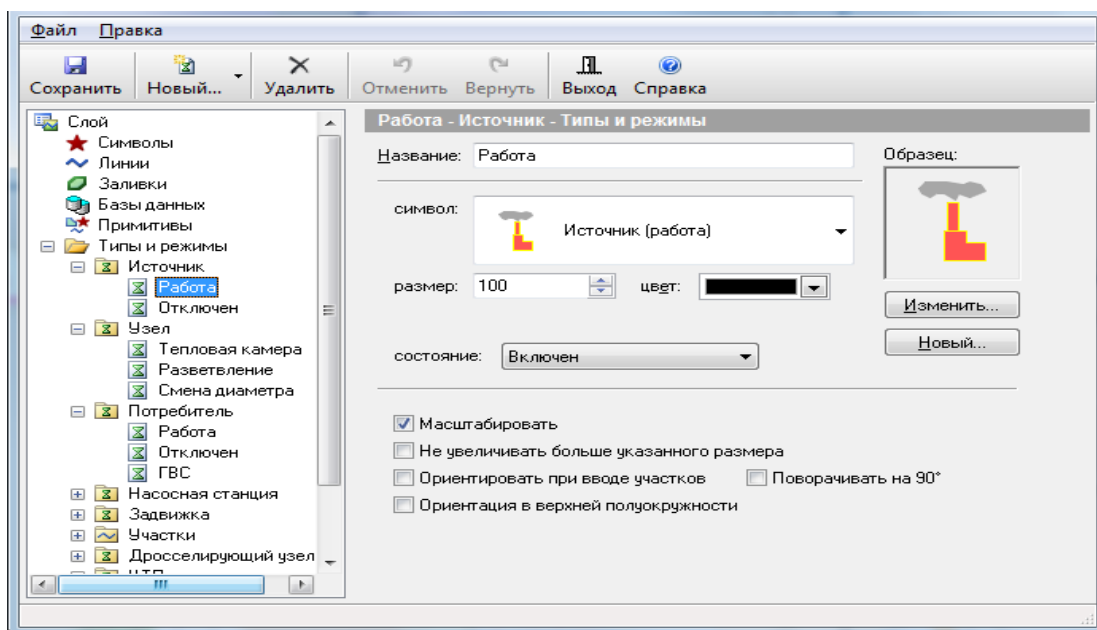 Файл Правка
Сохранить Новый... Удалить Отменить Вернуть Выход Справка
Слой
Символы
Линии
Заливки
Базы данных
Примитивы
Типы и режимы
Источник
Работа
Отключен
Узел
Тепловая камера
Разветвление
Смена диаметра
Потребитель
Работа
Отключен
ГВС
Насосная станция
Задвижка
Участки
Дросселирующий узел
Работа - Источник - Типы и режимы
Название: Работа
Образец:
символ: Источник (работа)
размер: 100 цвет:
Изменить...
Новый...
состояние: Включен
Масштабировать
Не увеличивать больше указанного размера
Ориентировать при вводе участков Поворачивать на 90°
Ориентация в верхней полуокружности